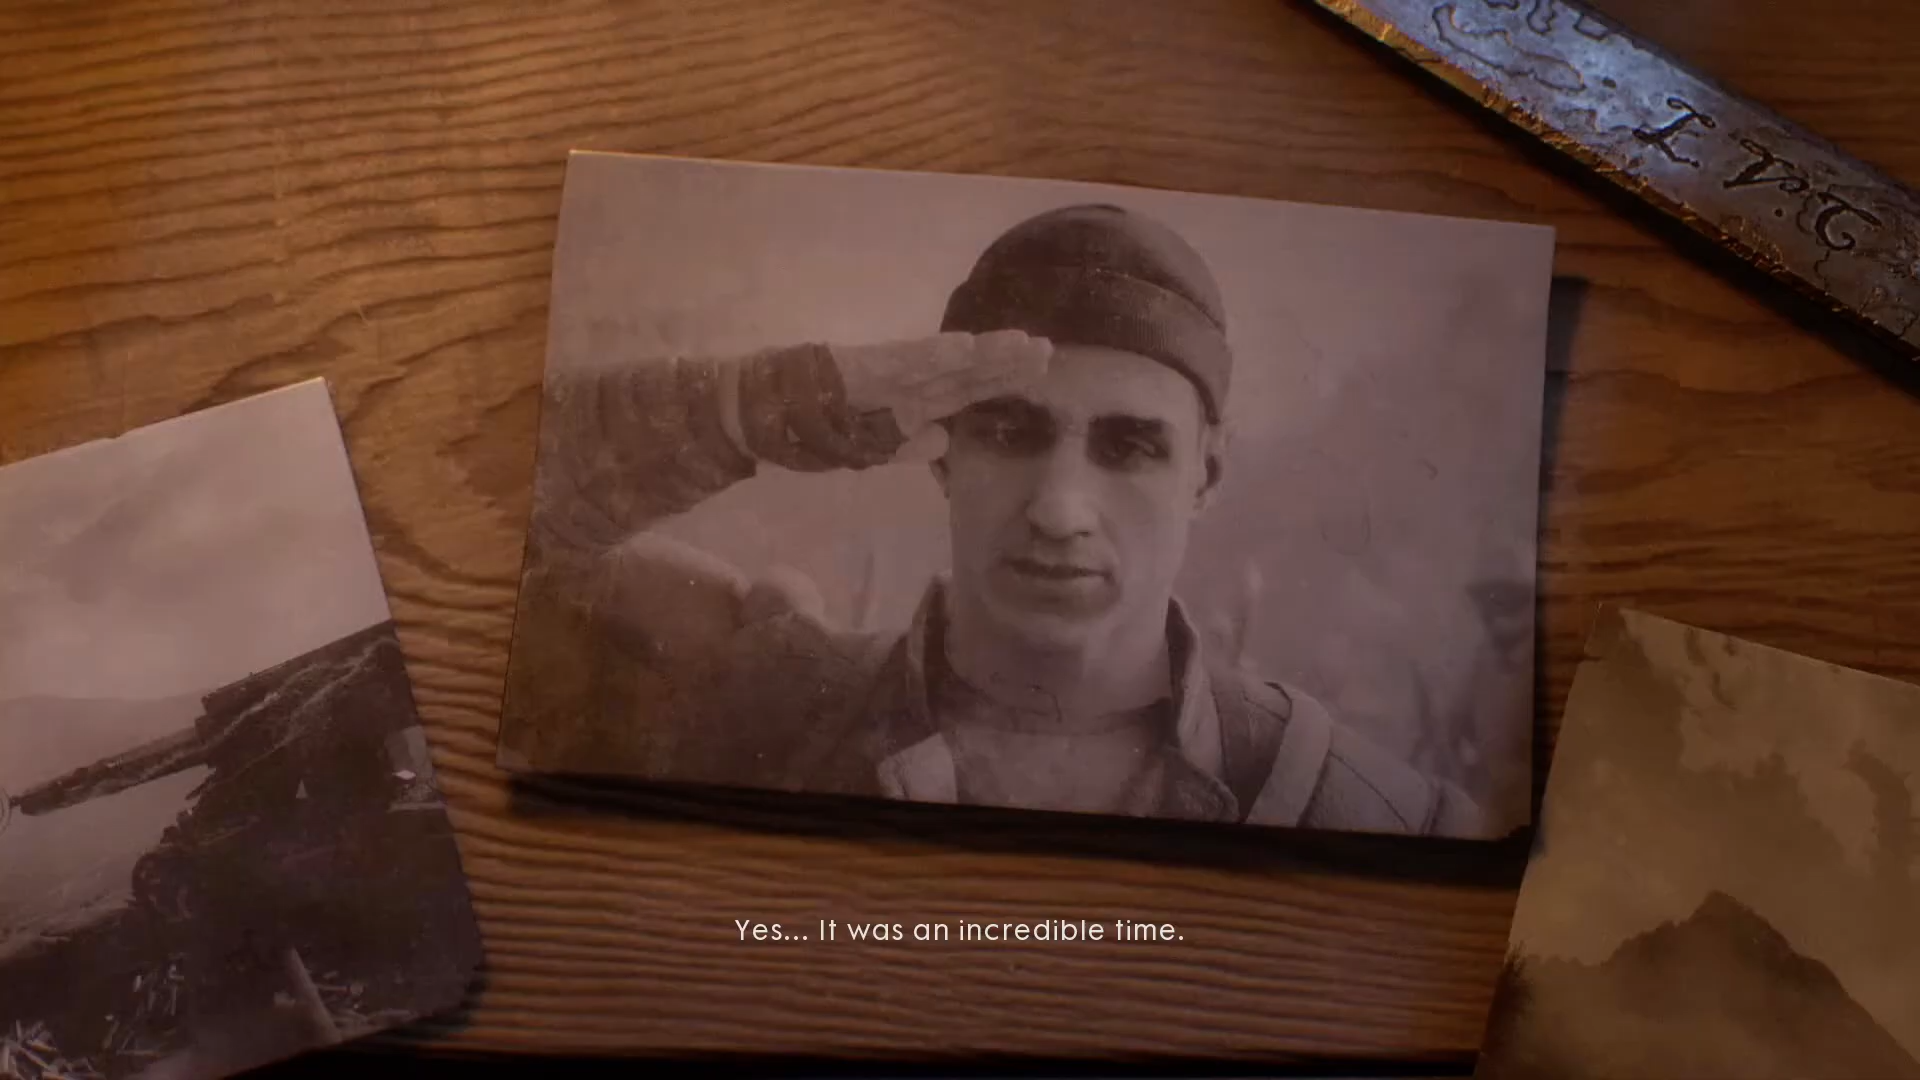 I. V. C
Yes... It was an incredible time.